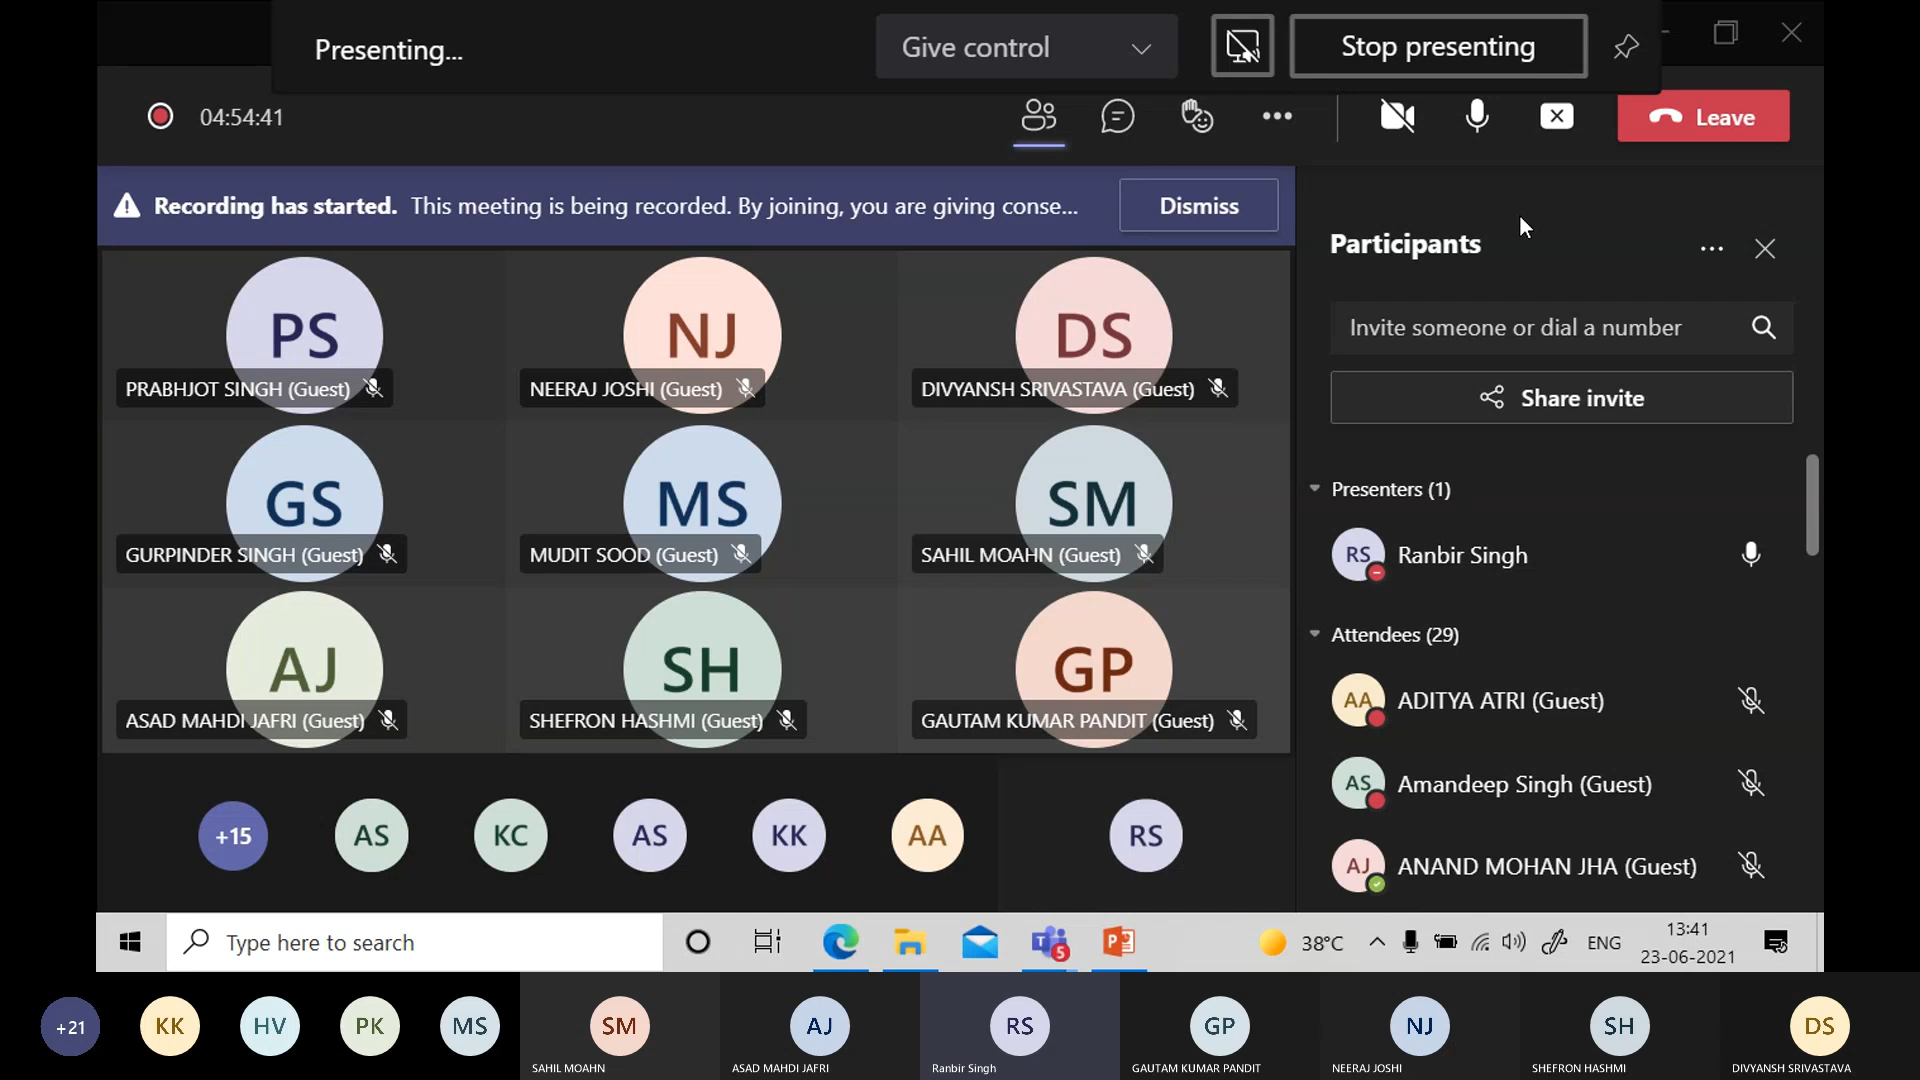 Presenting...
Give control
Stop presenting
04:54:41
Leave
Recording has started. This meeting is being recorded. By joining, you are giving conse...
Dismiss
Participants
Invite someone or dial a number
Share invite
PS
NJ
DS
PRABHJOT SINGH (Guest)
NEERAJ JOSHI (Guest)
DIVYANSH SRIVASTAVA (Guest)
GS
MS
SM
GURPINDER SINGH (Guest)
MUDIT SOOD (Guest)
SAHIL MOAHN (Guest)
AJ
SH
GP
ASAD MAHDI JAFRI (Guest)
SHEFRON HASHMI (Guest)
GAUTAM KUMAR PANDIT (Guest)
+15
AS
KC
AS
KK
AA
RS
Presenters (1)
RS
Ranbir Singh
Attendees (29)
AA
ADITYA ATRI (Guest)
AS
Amandeep Singh (Guest)
AJ
ANAND MOHAN JHA (Guest)
Type here to search
5
38°C
ENG
13:41
23-06-2021
+21
KK
HV
PK
MS
SM
AJ
RS
GP
NJ
SH
DS
SAHIL MOAHN
ASAD MAHDI JAFRI
Ranbir Singh
GAUTAM KUMAR PANDIT
NEERAJ JOSHI
SHEFRON HASHMI
DIVYANSH SRIVASTAVA